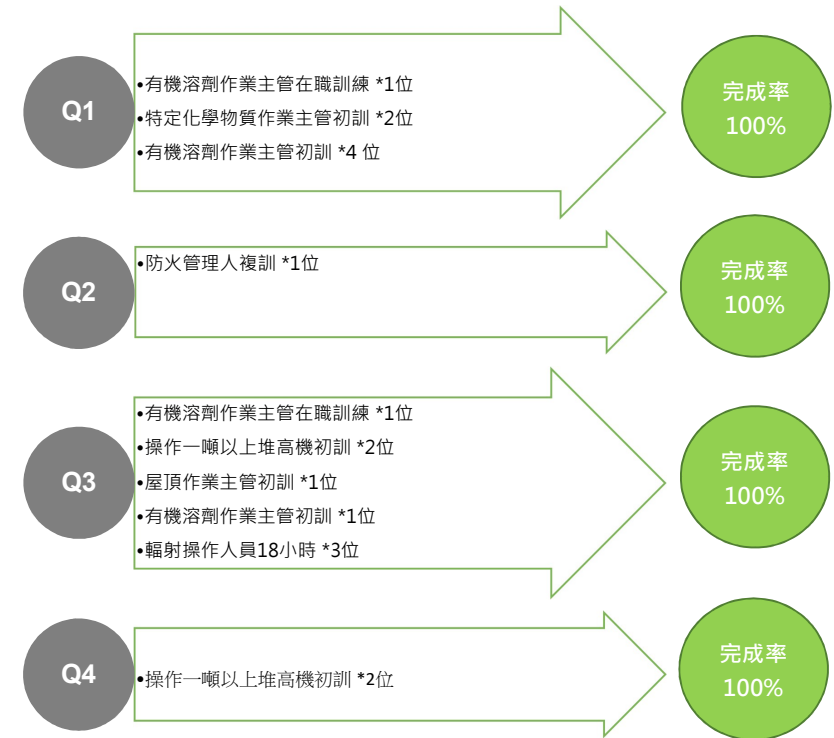 Q1
•有機溶劑作業主管在職訓練 *1位
•特定化學物質作業主管初訓 *2位
•有機溶劑作業主管初訓 *4 位
完成率
100%
Q2
•防火管理人複訓 *1位
完成率
100%
Q3
•有機溶劑作業主管在職訓練 *1位
•操作一噸以上堆高機初訓 *2位
•屋頂作業主管初訓 *1位
•有機溶劑作業主管初訓 *1位
•輻射操作人員18小時 *3位
完成率
100%
Q4
•操作一噸以上堆高機初訓 *2位
完成率
100%